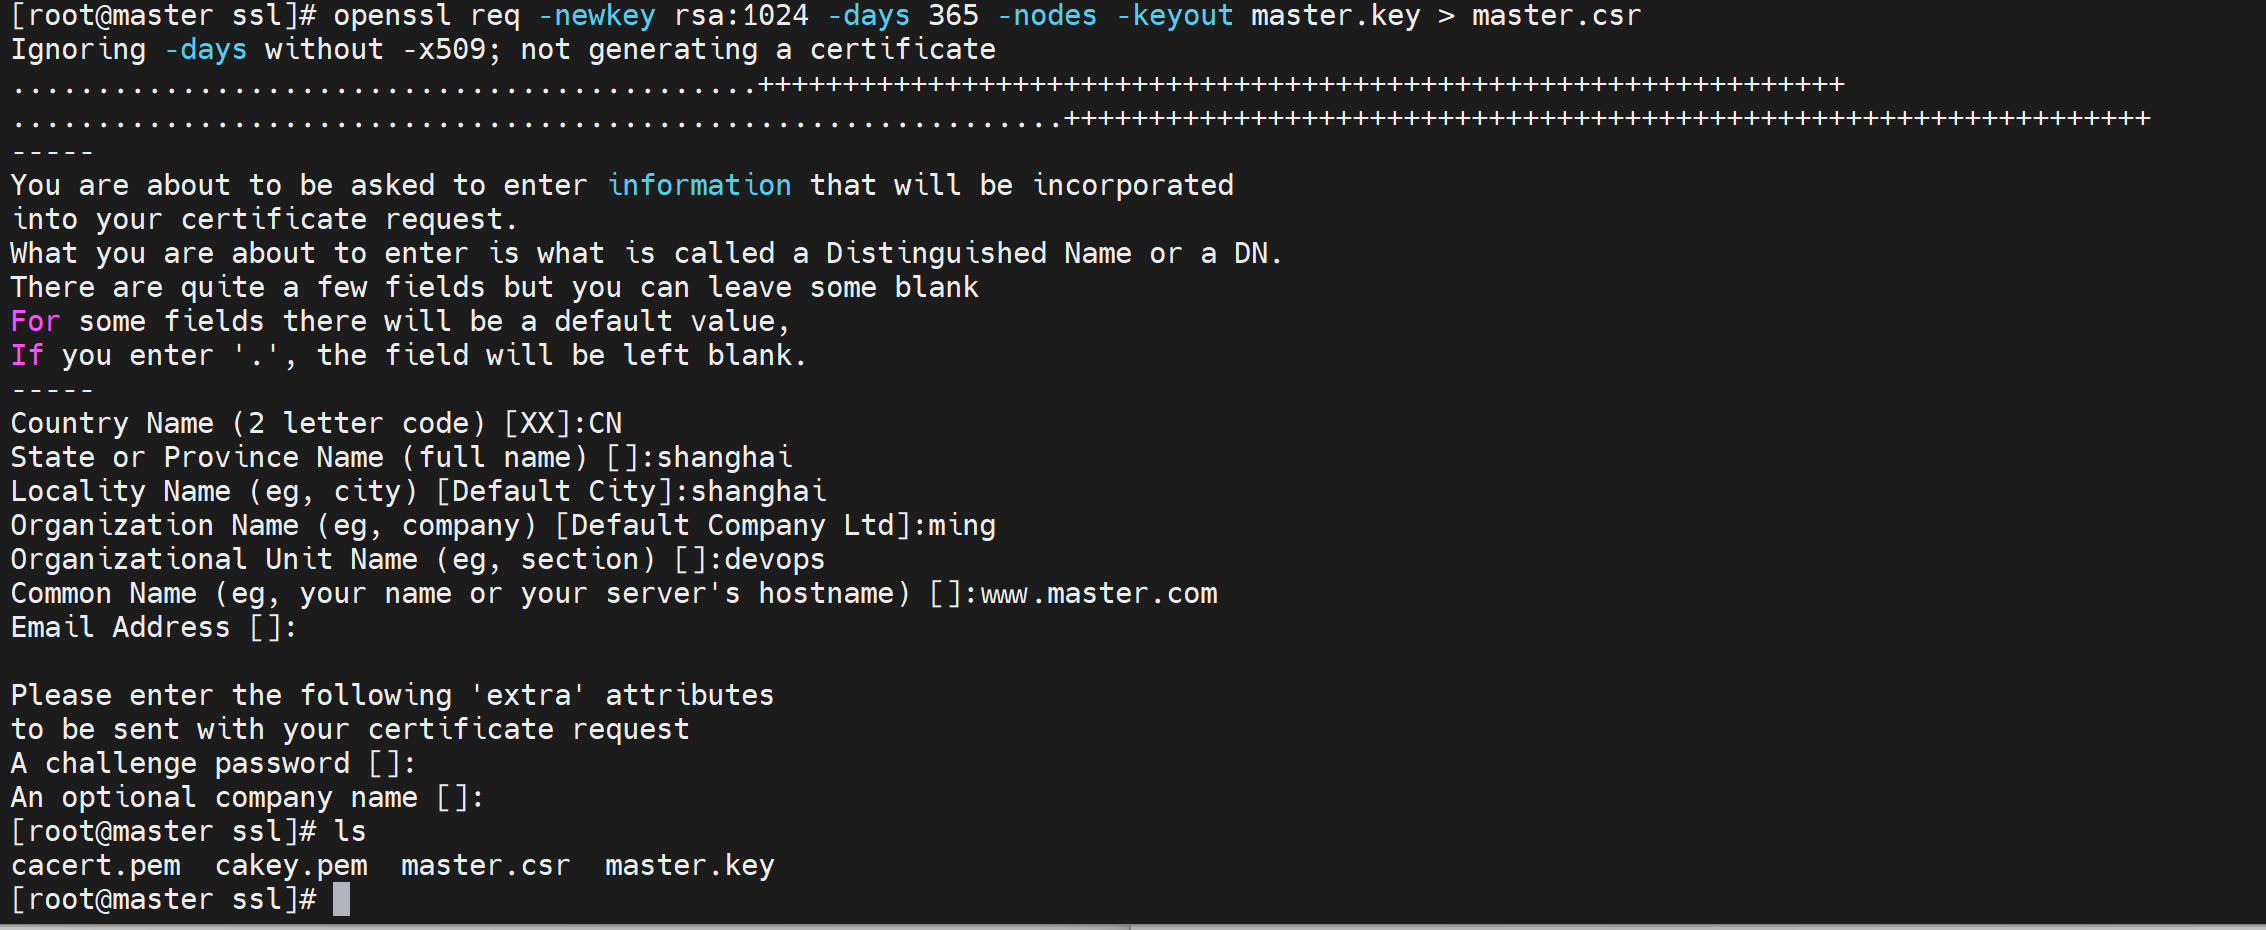 [root@master ssl]# openssl req -newkey rsa:1024 -days 365 -nodes -keyout master.key > master.csr
Ignoring -days without -x509; not generating a certificate
............................................++++++++++++++++++++++++++++++++++++++++++++++++++++++++++++++++
..............................................................++++++++++++++++++++++++++++++++++++++++++++++++++++++++++++++++
-----
You are about to be asked to enter information that will be incorporated
into your certificate request.
What you are about to enter is what is called a Distinguished Name or a DN.
There are quite a few fields but you can leave some blank
For some fields there will be a default value,
If you enter '.', the field will be left blank.
-----
Country Name (2 letter code) [XX]:CN
State or Province Name (full name) []:shanghai
Locality Name (eg, city) [Default City]:shanghai
Organization Name (eg, company) [Default Company Ltd]:ming
Organizational Unit Name (eg, section) []:devops
Common Name (eg, your name or your server's hostname) []:www.master.com
Email Address []:
Please enter the following 'extra' attributes
to be sent with your certificate request
A challenge password []:
An optional company name []:
[root@master ssl]# ls
cacert.pem  cakey.pem  master.csr  master.key
[root@master ssl]#